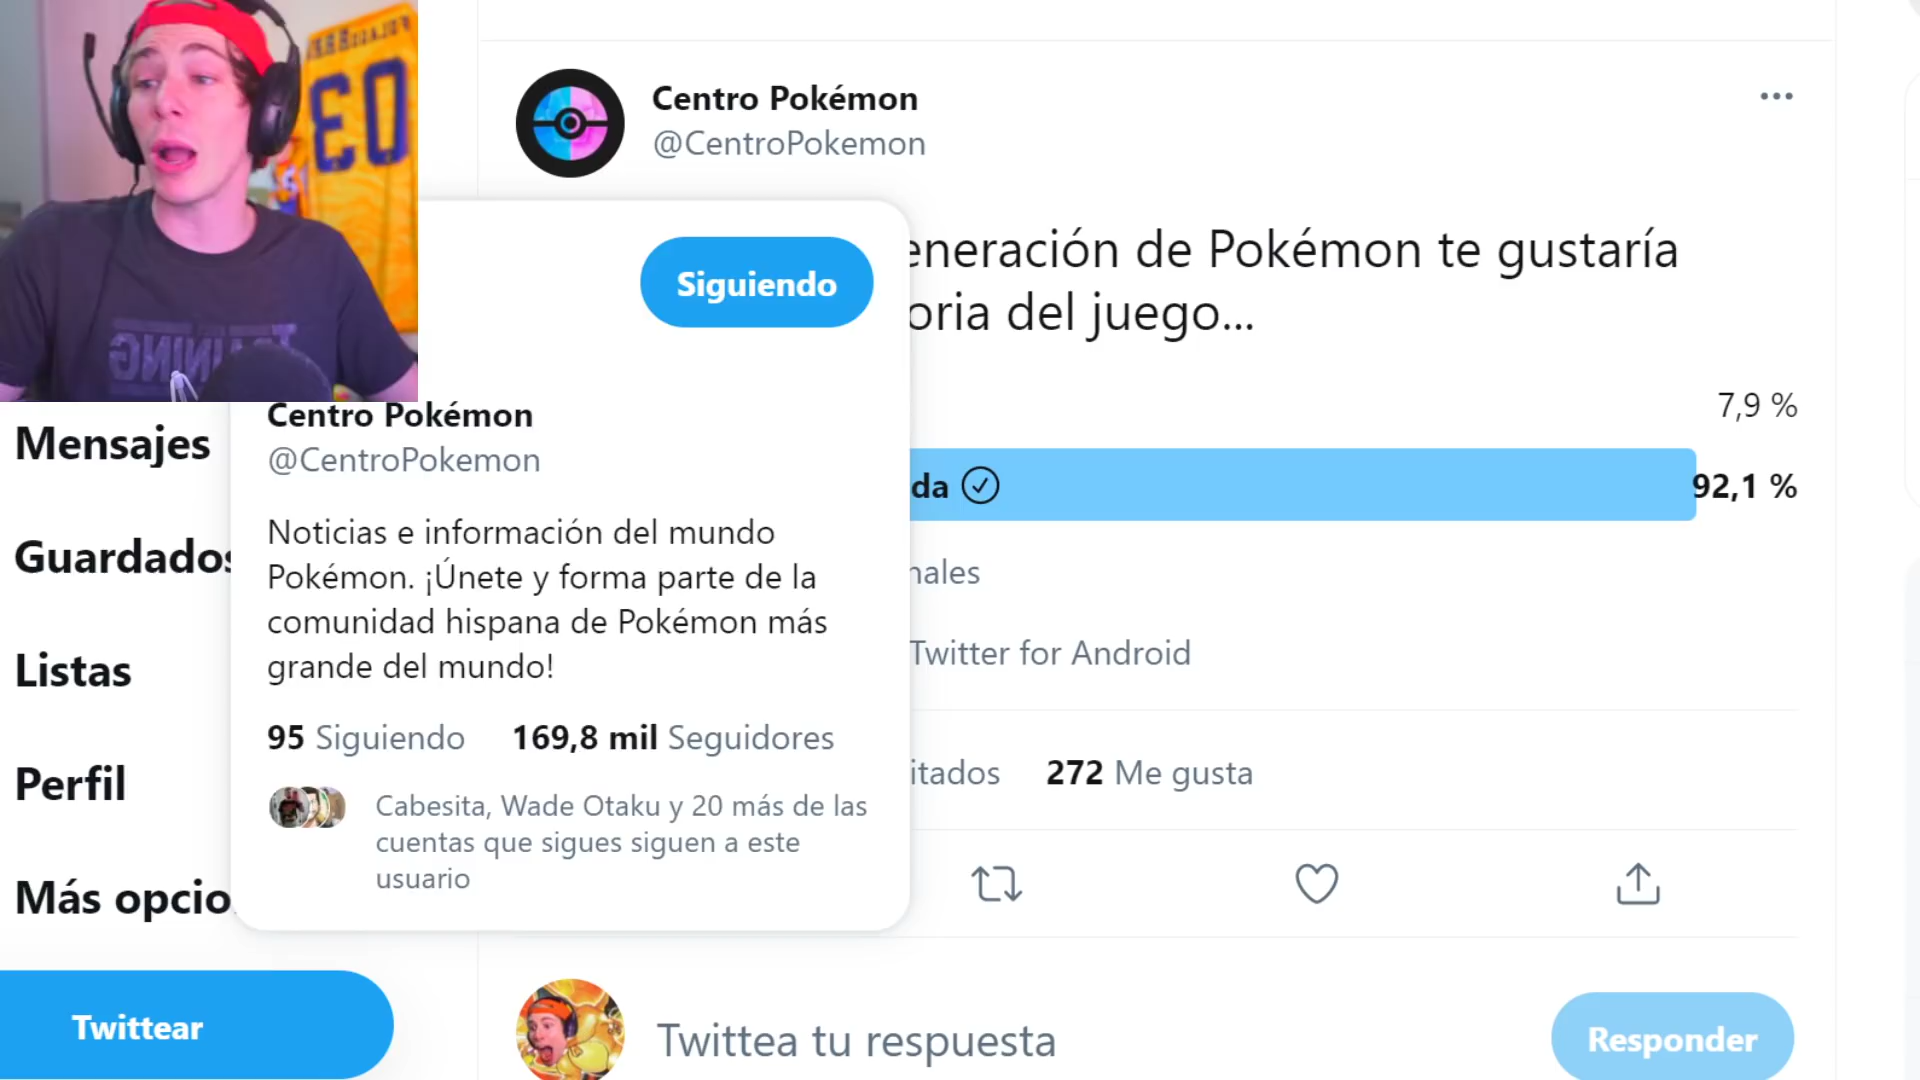 03
TRAINING
Centro Pokémon
@CentroPokemon
eneración de Pokémon te gustaría
oria del juego...
7,9 %
da
92,1 %
nales
Twitter for Android
itados 272 Me gusta
Siguiendo
Centro Pokémon
@CentroPokemon
Noticias e información del mundo
Pokémon. ¡Únete y forma parte de la
comunidad hispana de Pokémon más
grande del mundo!
95 Siguiendo 169,8 mil Seguidores
Cabesita, Wade Otaku y 20 más de las
cuentas que sigues siguen a este
usuario
Mensajes
Guardados
Listas
Perfil
Más opcio
Twittear
Twittea tu respuesta
Responder